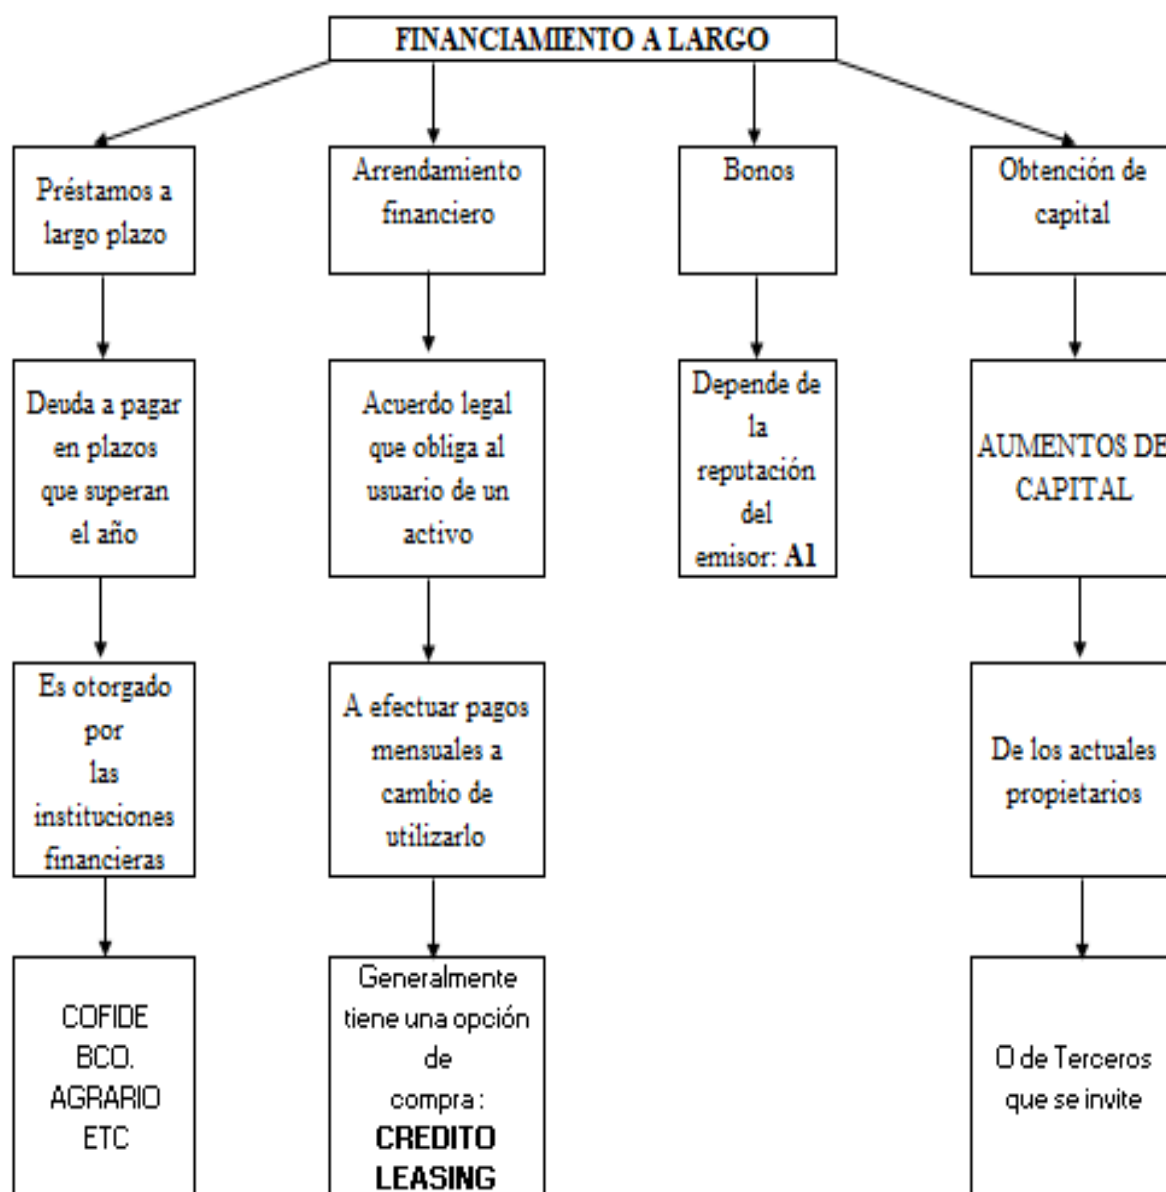 FINANCIAMIENTO A LARGO
Préstamos a
largo plazo
Arrendamiento
financiero
Bonos
Obtención de
capital
Deuda a pagar
en plazos
que superan
el año
Acuerdo legal
que obliga al
usuario de un
activo
Depende de
la
reputación
del
emisor: A1
AUMENTOS DE
CAPITAL
Es otorgado
por
las
instituciones
financieras
A efectuar pagos
mensuales a
cambio de
utilizarlo
De los actuales
propietarios
COFIDE
BCO.
AGRARIO
ETC
Generalmente
tiene una opción
de
compra :
CREDITO
LEASING
O de Terceros
que se invite